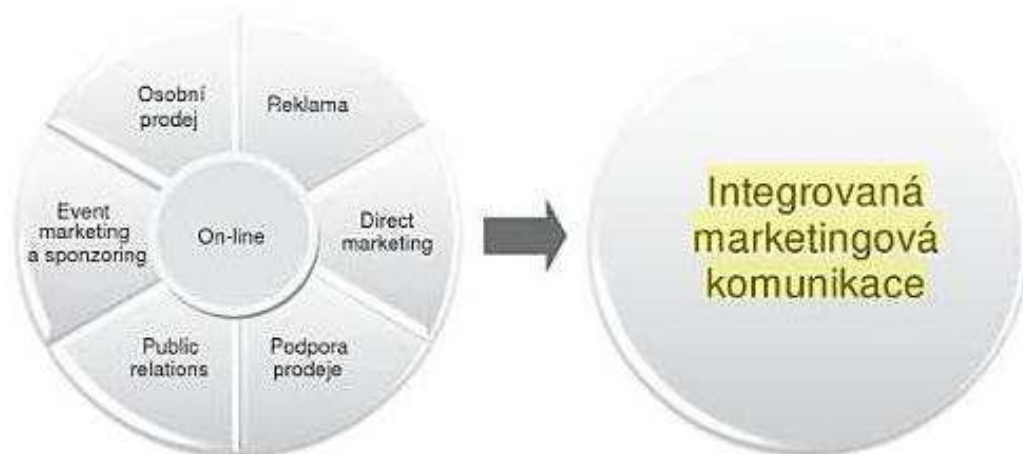 Osobní
prodej
Reklama
Event
marketing
a sponzoring
On-line
Direct
marketing
Public
relations
Podpora
prodeje
Integrovaná
marketingová
komunikace